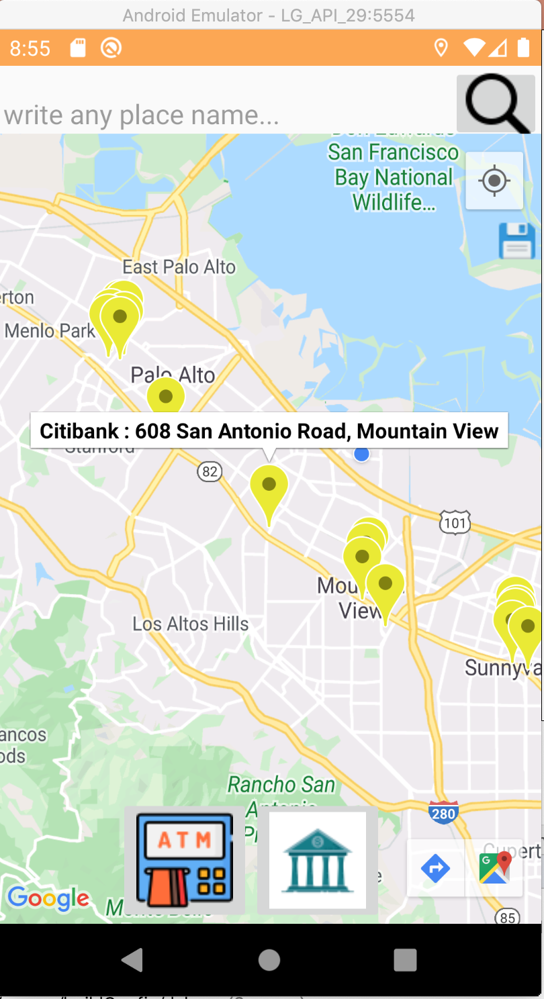 Android Emulator - LG_API_29:5554
8:55
write any place name...
San Francisco
Bay National
Wildlife...
East Palo Alto
erton
Menlo Park
Palo Alto
Citibank : 608 San Antonio Road, Mountain View
Stanford
82
101
Mou
View
Los Altos Hills
Sunnyva
ancos
ods
Rancho San
Antonio
280
ATM
Cupert
e
G
Google
85